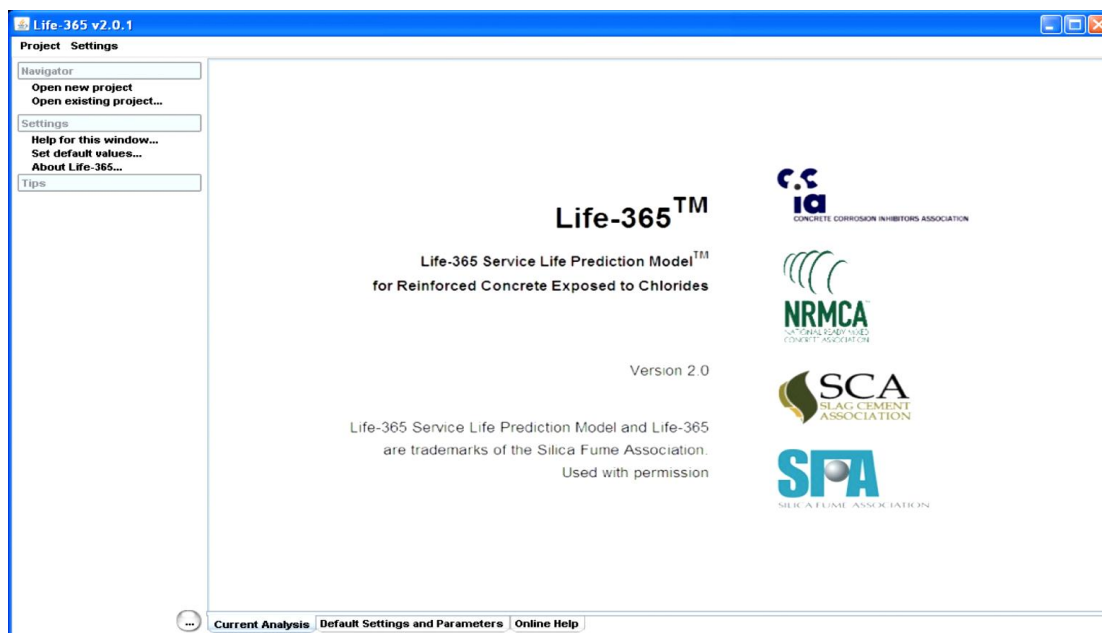 Life-365 v2.0.1
Project Settings
Navigator
Open new project
Open existing project...
Settings
Help for this window...
Set default values...
About Life-365...
Tips
Life-365™
Life-365 Service Life Prediction Model™
for Reinforced Concrete Exposed to Chlorides
Version 2.0
Life-365 Service Life Prediction Model and Life-365
are trademarks of the Silica Fume Association.
Used with permission
c.c
ia
CONCRETE CORROSION INHIBITORS ASSOCIATION
NRMCA
NATIONAL READY MIXED
CONCRETE ASSOCIATION
SCA
SLAG CEMENT
ASSOCIATION
SFA
SILICA FUME ASSOCIATION
...
Current Analysis Default Settings and Parameters Online Help